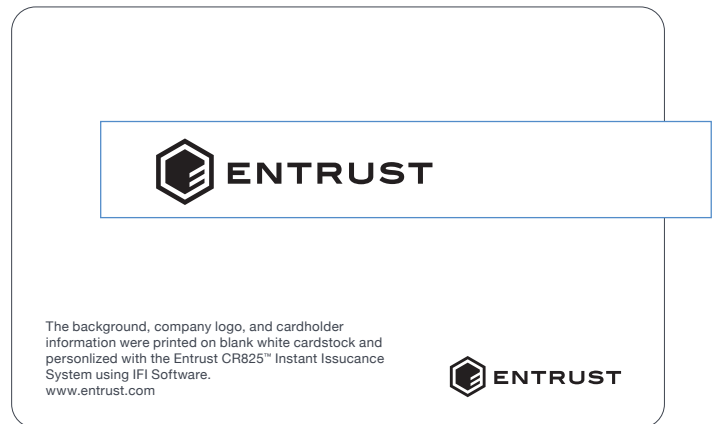 ENTRUST
The background, company logo, and cardholder
information were printed on blank white cardstock and
personlized with the Entrust CR825™ Instant Issucance
System using IFI Software.
www.entrust.com
ENTRUST